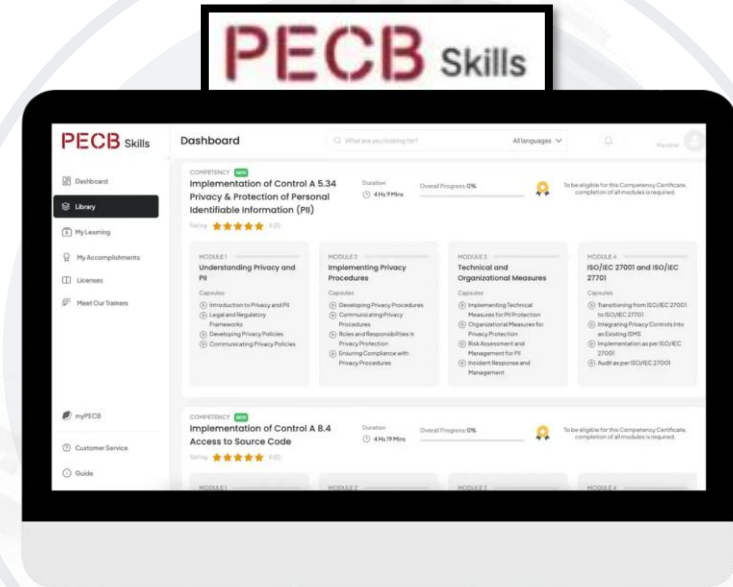 PECB Skills
PECB Skills
Dashboard
What are you looking for?
All languages
Dashboard
Library
My Learning
My Accomplishments
Licenses
Meet Our Trainers
myPECB
Customer Service
Guide
COMPETENCY NEW
Implementation of Control A 5.34
Privacy & Protection of Personal
Identifiable Information (PII)
Rating
Duration
4 Hs 9 Mins
Overall Progress: 0%
To be eligible for this Competency Certificate,
completion of all modules is required.
MODULE 1
Understanding Privacy and
PII
Capsules
Introduction to Privacy and PII
Legal and Regulatory
Frameworks
Developing Privacy Policies
Communicating Privacy Policies
MODULE 2
Implementing Privacy
Procedures
Capsules
Developing Privacy Procedures
Communicating Privacy
Procedures
Roles and Responsibilities in
Privacy Protection
Ensuring Compliance with
Privacy Procedures
MODULE 3
Technical and
Organizational Measures
Capsules
Implementing Technical
Measures for PII Protection
Organizational Measures for
Privacy Protection
Risk Assessment and
Management for PII
Incident Response and
Management
MODULE 4
ISO/IEC 27001 and ISO/IEC
27701
Capsules
Transitioning from ISO/IEC 27001
to ISO/IEC 27701
Integrating Privacy Controls Into
an Existing ISMS
Implementation as per ISO/IEC
27001
Audit as per ISO/IEC 27001
COMPETENCY NEW
Implementation of Control A 8.4
Access to Source Code
Rating
Duration
4 Hs 19 Mins
Overall Progress: 0%
To be eligible for this Competency Certificate,
completion of all modules is required.
MODULE 1
MODULE 2
MODULE 3
MODULE 4